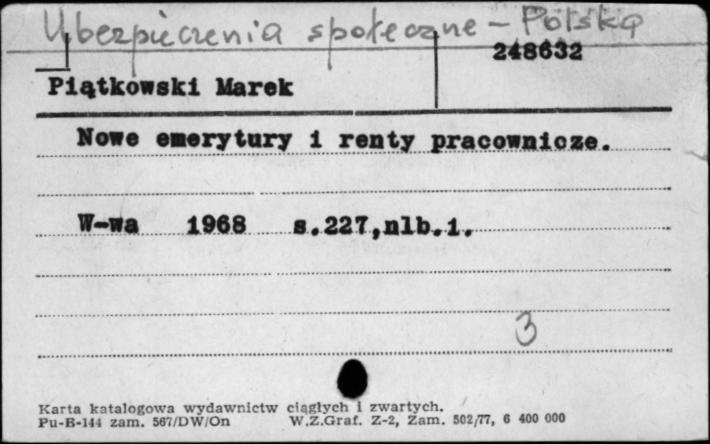 Ubezpieczenia społeczne – Polska
248632
Piątkowski Marek
Nowe emerytury i renty pracownicze.
W-wa 1968 s.227,nlb.1.
3
Karta katalogowa wydawnictw ciągłych i zwartych.
Pu-B-144 zam. 567/DW/On W.Z.Graf. Z-2, Zam. 502/77, 6 400 000